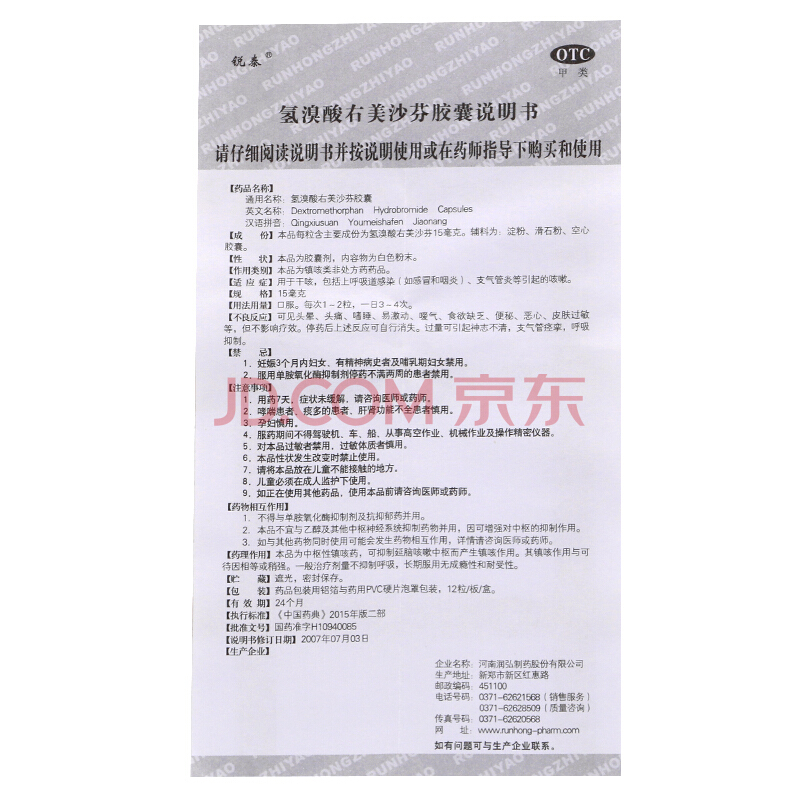 锐泰®
OTC
甲类
氢溴酸右美沙芬胶囊说明书
请仔细阅读说明书并按说明使用或在药师指导下购买和使用
【药品名称】
通用名称：氢溴酸右美沙芬胶囊
英文名称：Dextromethorphan Hydrobromide Capsules
汉语拼音：Qingxiusuan Youmeishafen Jiaonang
【成 份】本品每粒含主要成份为氢溴酸右美沙芬15毫克。辅料为：淀粉、滑石粉、空心
胶囊。
【性 状】本品为胶囊剂，内容物为白色粉末。
【作用类别】本品为镇咳类非处方药药品。
【适 应 症】用于干咳，包括上呼吸道感染（如感冒和咽炎）、支气管炎等引起的咳嗽。
【规 格】15毫克
【用法用量】口服。每次1－2粒，一日3－4次。
【不良反应】可见头晕、头痛、嗜睡、易激动、嗳气、食欲缺乏、便秘、恶心、皮肤过敏
等，但不影响疗效。停药后上述反应可自行消失。过量可引起神志不清，支气管痉挛，呼吸
抑制。
【禁 忌】
1．妊娠3个月内妇女、有精神病史者及哺乳期妇女禁用。
2．服用单胺氧化酶抑制剂停药不满两周的患者禁用。
【注意事项】
1．用药7天，症状未缓解，请咨询医师或药师。
2．哮喘患者、痰多的患者、肝肾功能不全患者慎用。
3．孕妇慎用。
4．服药期间不得驾驶机、车、船、从事高空作业、机械作业及操作精密仪器。
5．对本品过敏者禁用，过敏体质者慎用。
6．本品性状发生改变时禁止使用。
7．请将本品放在儿童不能接触的地方。
8．儿童必须在成人监护下使用。
9．如正在使用其他药品，使用本品前请咨询医师或药师。
【药物相互作用】
1．不得与单胺氧化酶抑制剂及抗抑郁药并用。
2．本品不宜与乙醇及其他中枢神经系统抑制药物并用，因可增强对中枢的抑制作用。
3．如与其他药物同时使用可能会发生药物相互作用，详情请咨询医师或药师。
【药理作用】本品为中枢性镇咳药，可抑制延脑咳嗽中枢而产生镇咳作用。其镇咳作用与可
待因相等或稍强。一般治疗剂量不抑制呼吸，长期服用无成瘾性和耐受性。
【贮 藏】遮光，密封保存。
【包 装】药品包装用铝箔与药用PVC硬片泡罩包装，12粒/板/盒。
【有 效 期】24个月
【执行标准】《中国药典》2015年版二部
【批准文号】国药准字H10940085
【说明书修订日期】2007年07月03日
【生产企业】
企业名称：河南润弘制药股份有限公司
生产地址：新郑市新区红惠路
邮政编码：451100
电话号码：0371-62621568（销售服务）
0371-62628509（质量咨询）
传真号码：0371-62620568
网 址：www.runhong-pharm.com
如有问题可与生产企业联系。
JD.COM 京东
RUNHONGZHIYAO